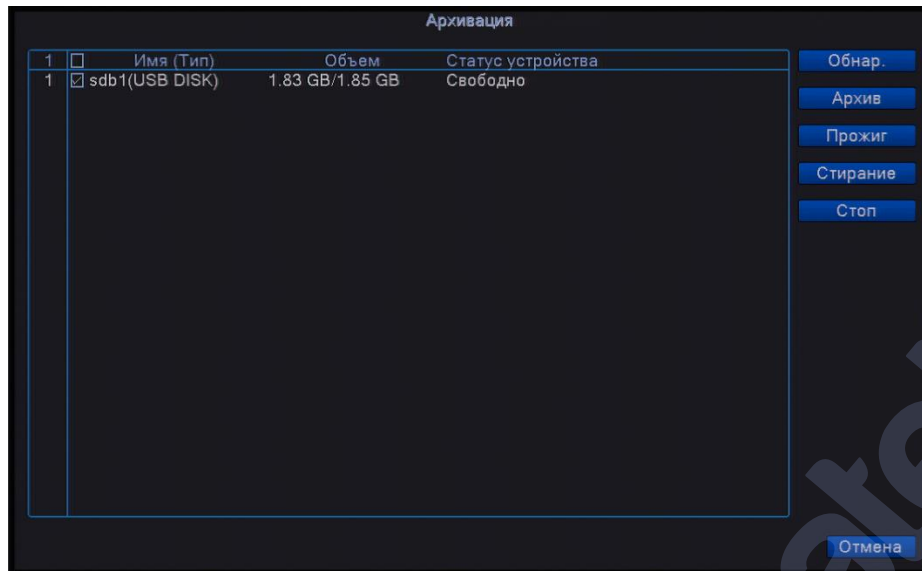 Архивация
1 Имя (Тип) Объем Статус устройства
1 sdb1(USB DISK) 1.83 GB/1.85 GB Свободно
Обнар.
Архив
Прожиг
Стирание
Стоп
Отмена